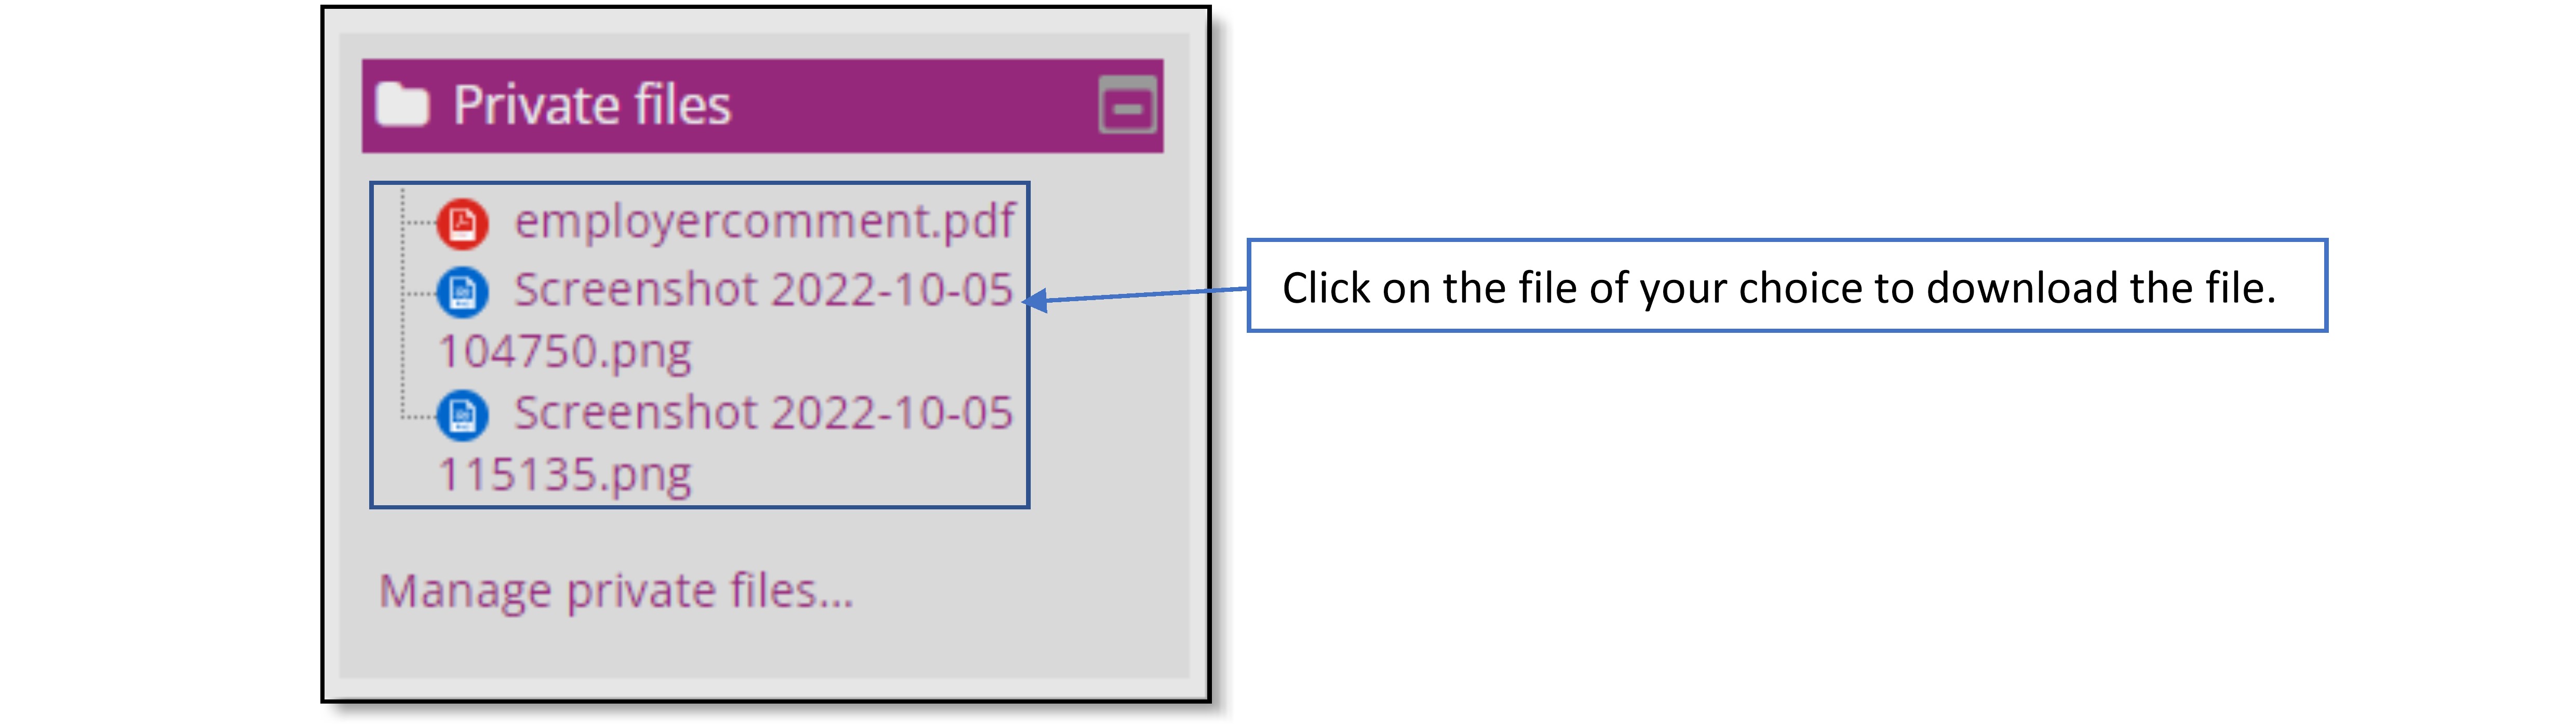 Private files
employercomment.pdf
Screenshot 2022-10-05
104750.png
Screenshot 2022-10-05
115135.png
Manage private files...
Click on the file of your choice to download the file.